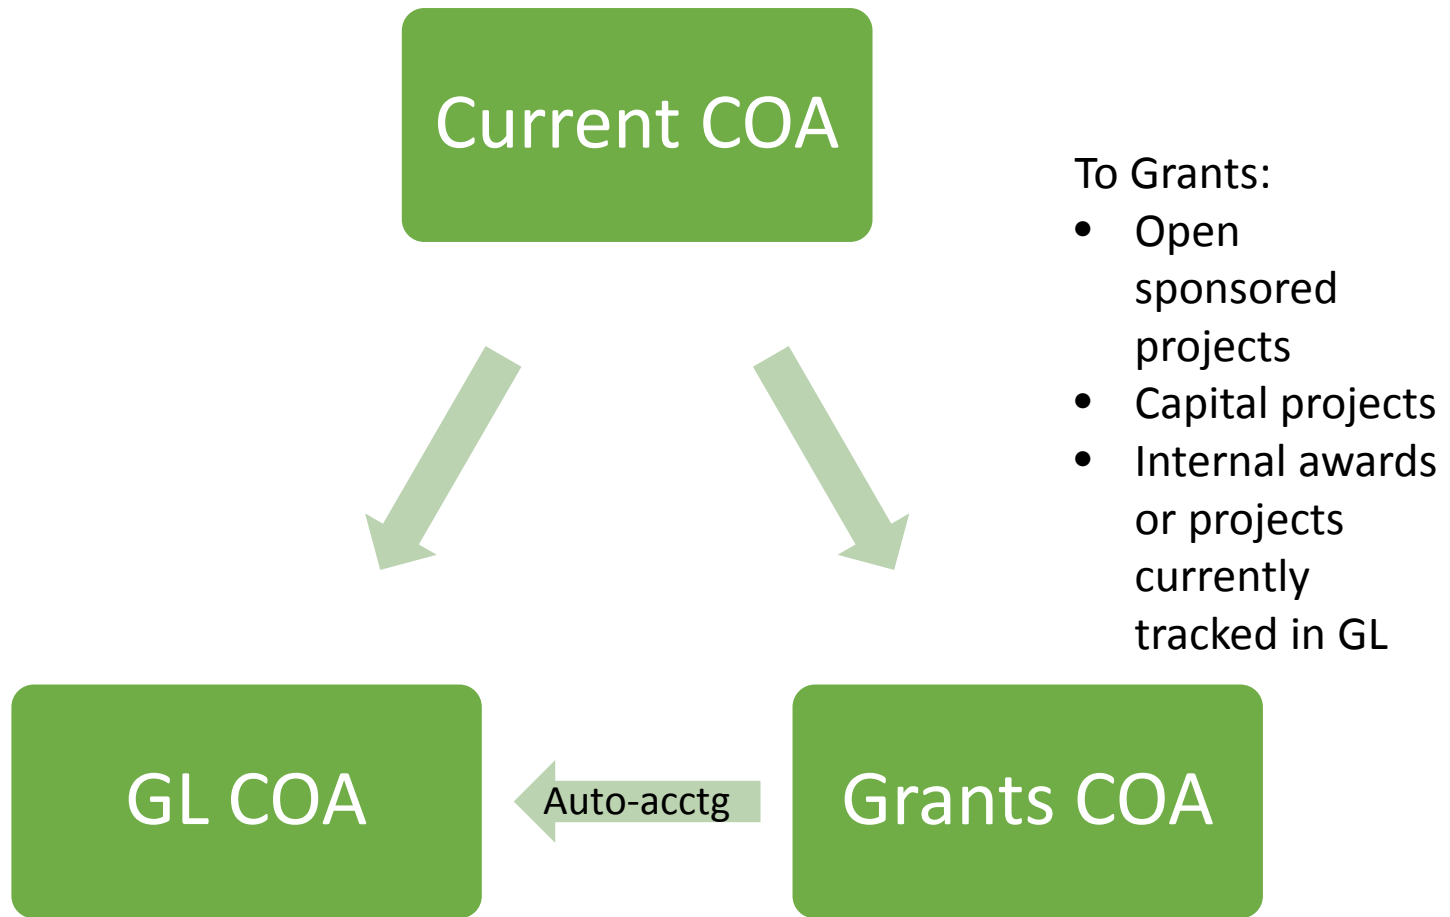 Current COA
To Grants:
• Open
sponsored
projects
• Capital projects
• Internal awards
or projects
currently
tracked in GL
GL COA
Auto-acctg
Grants COA